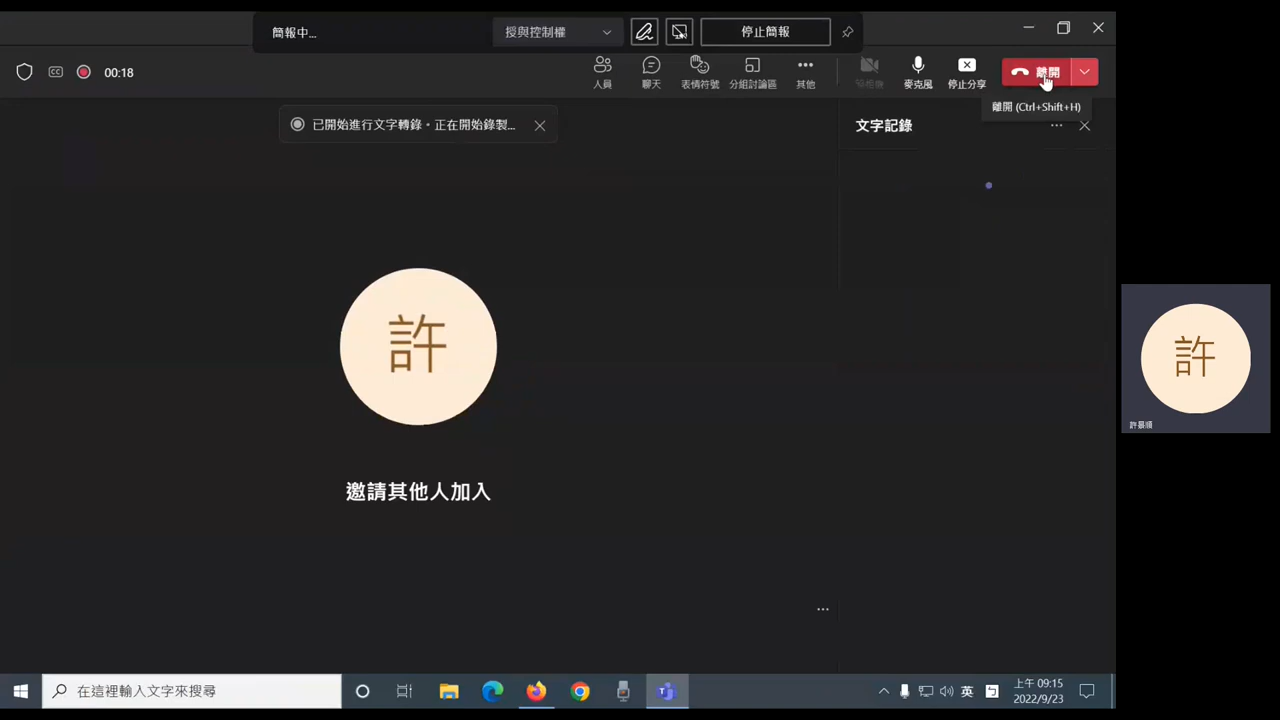 簡報中...
授與控制權
停止簡報
00:18
人員
聊天
表情符號
分組討論區
其他
麥克風
停止分享
離開
離開 (Ctrl+Shift+H)
已開始進行文字轉錄。正在開始錄製...
文字記錄
許
邀請其他人加入
許
許景順
在這裡輸入文字來搜尋
英
上午 09:15
2022/9/23